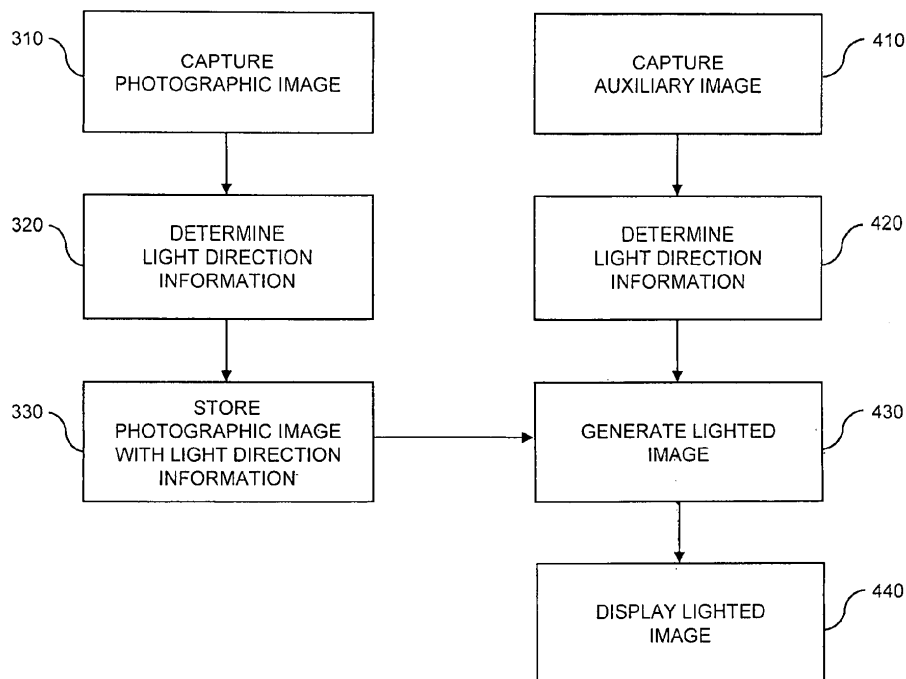 310
CAPTURE
PHOTOGRAPHIC IMAGE
320
DETERMINE
LIGHT DIRECTION
INFORMATION
330
STORE
PHOTOGRAPHIC IMAGE
WITH LIGHT DIRECTION
INFORMATION
410
CAPTURE
AUXILIARY IMAGE
420
DETERMINE
LIGHT DIRECTION
INFORMATION
430
GENERATE LIGHTED
IMAGE
440
DISPLAY LIGHTED
IMAGE